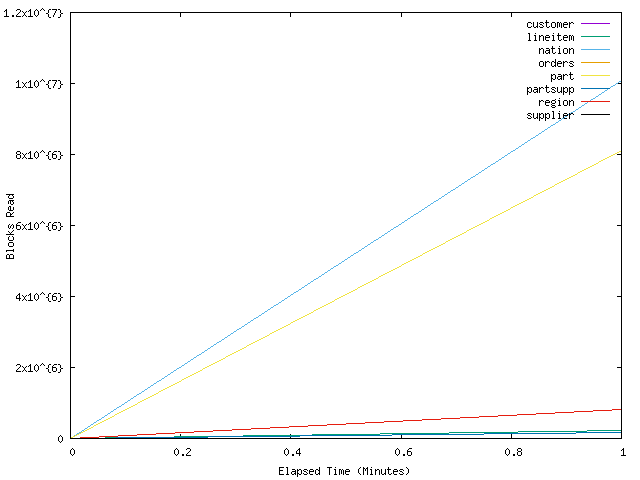 1.2x10^{7}
1x10^{7}
8x10^{6}
6x10^{6}
4x10^{6}
2x10^{6}
0
Blocks Read
customer
lineitem
nation
orders
part
partsupp
region
supplier
0 0.2 0.4 0.6 0.8 1
Elapsed Time (Minutes)